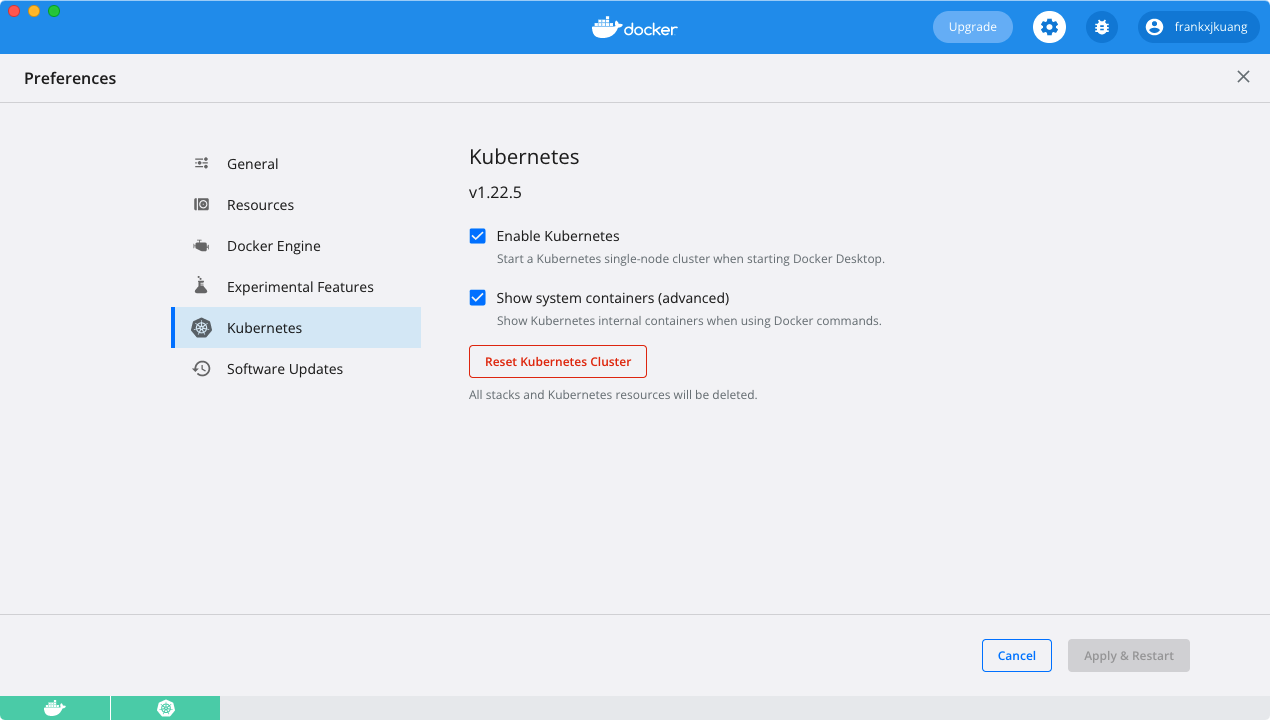 docker
Upgrade
frankxjkuang
Preferences
General
Resources
Docker Engine
Experimental Features
Kubernetes
Software Updates
Kubernetes
v1.22.5
Enable Kubernetes
Start a Kubernetes single-node cluster when starting Docker Desktop.
Show system containers (advanced)
Show Kubernetes internal containers when using Docker commands.
Reset Kubernetes Cluster
All stacks and Kubernetes resources will be deleted.
Cancel
Apply & Restart